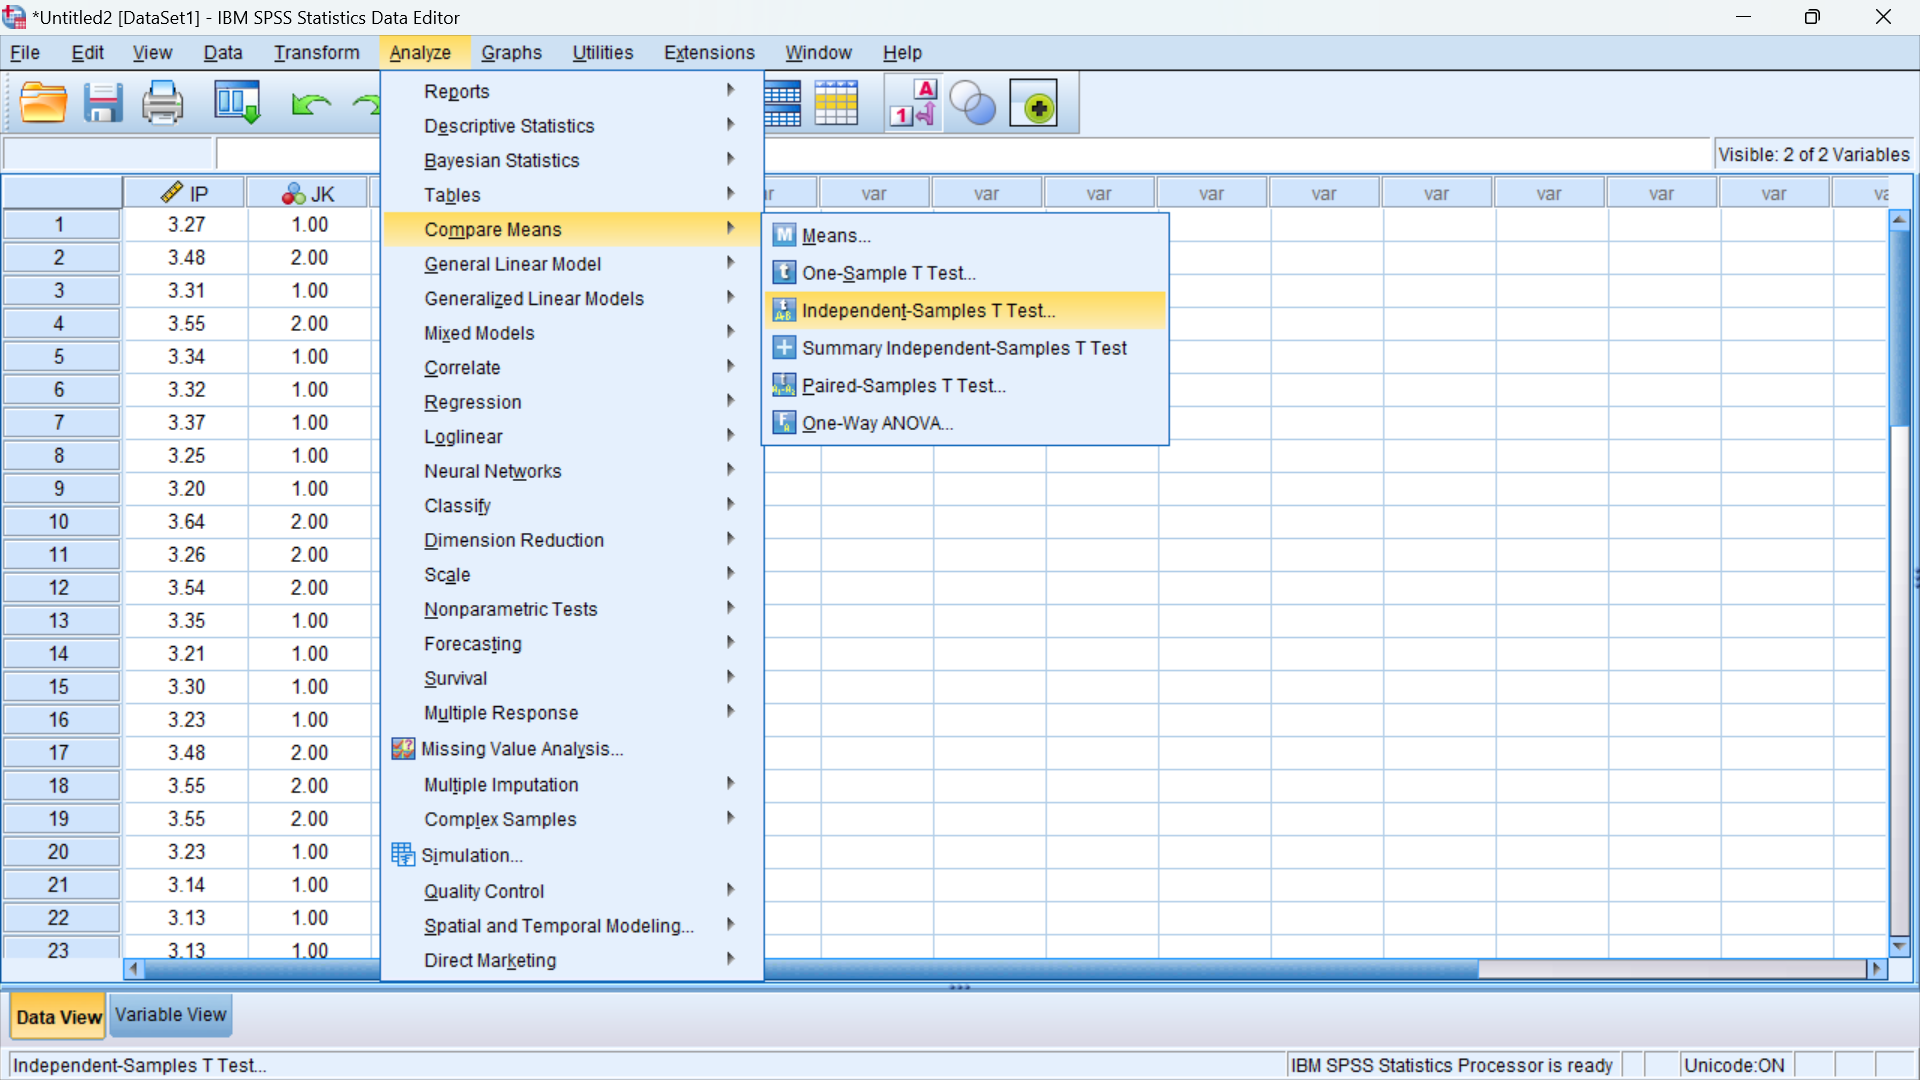 *Untitled2 [DataSet1] - IBM SPSS Statistics Data Editor
File Edit View Data Transform Analyze Graphs Utilities Extensions Window Help
Visible: 2 of 2 Variables
IP JK var var var var var var var var var
1 3.27 1.00
2 3.48 2.00
3 3.31 1.00
4 3.55 2.00
5 3.34 1.00
6 3.32 1.00
7 3.37 1.00
8 3.25 1.00
9 3.20 1.00
10 3.64 2.00
11 3.26 2.00
12 3.54 2.00
13 3.35 1.00
14 3.21 1.00
15 3.30 1.00
16 3.23 1.00
17 3.48 2.00
18 3.55 2.00
19 3.55 2.00
20 3.23 1.00
21 3.14 1.00
22 3.13 1.00
23 3.13 1.00
Reports
Descriptive Statistics
Bayesian Statistics
Tables
Compare Means
General Linear Model
Generalized Linear Models
Mixed Models
Correlate
Regression
Loglinear
Neural Networks
Classify
Dimension Reduction
Scale
Nonparametric Tests
Forecasting
Survival
Multiple Response
Missing Value Analysis...
Multiple Imputation
Complex Samples
Simulation...
Quality Control
Spatial and Temporal Modeling...
Direct Marketing
Means...
One-Sample T Test...
Independent-Samples T Test...
Summary Independent-Samples T Test
Paired-Samples T Test...
One-Way ANOVA...
Data View Variable View
Independent-Samples T Test... IBM SPSS Statistics Processor is ready Unicode:ON